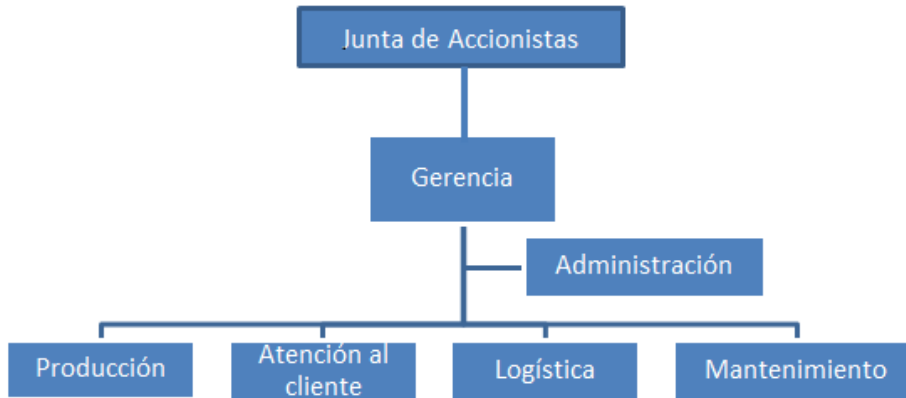 Junta de Accionistas
Gerencia
Administración
Producción
Atención al
cliente
Logística
Mantenimiento